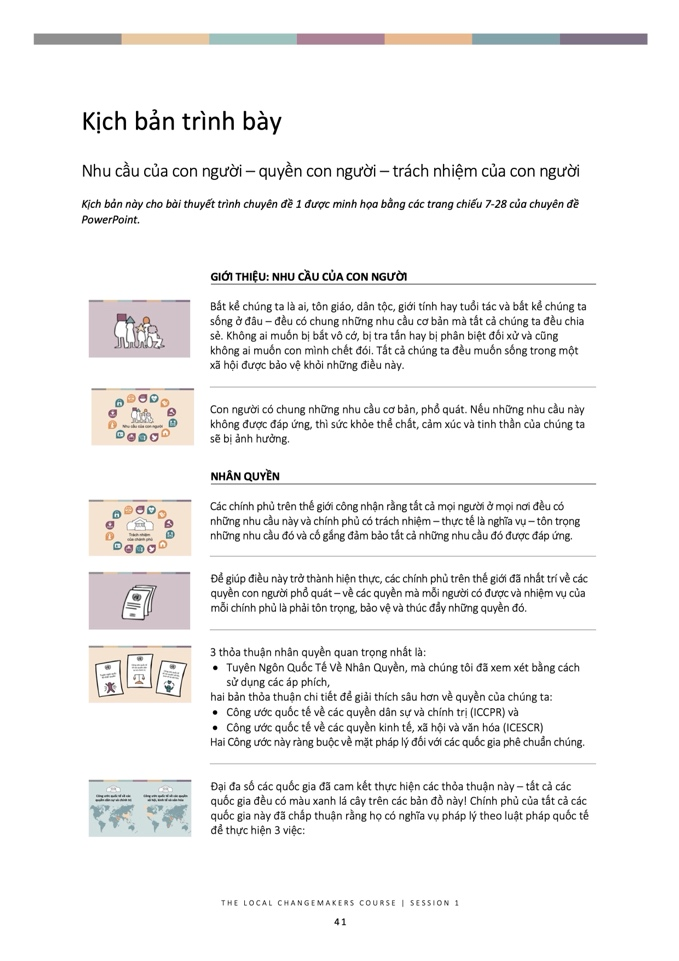 Kịch bản trình bày
Nhu cầu của con người – quyền con người – trách nhiệm của con người
Kịch bản này cho bài thuyết trình chuyên đề 1 được minh họa bằng các trang chiếu 7-28 của chuyên đề
PowerPoint.
GIỚI THIỆU: NHU CẦU CỦA CON NGƯỜI
Bất kể chúng ta là ai, tôn giáo, dân tộc, giới tính hay tuổi tác và bất kể chúng ta
sống ở đâu – đều có chung những nhu cầu cơ bản mà tất cả chúng ta đều chia
sẻ. Không ai muốn bị bắt vô cớ, bị tra tấn hay bị phân biệt đối xử và cũng
không ai muốn con mình chết đói. Tất cả chúng ta đều muốn sống trong một
xã hội được bảo vệ khỏi những điều này.
Nhu cầu của con người
Con người có chung những nhu cầu cơ bản, phổ quát. Nếu những nhu cầu này
không được đáp ứng, thì sức khỏe thể chất, cảm xúc và tinh thần của chúng ta
sẽ bị ảnh hưởng.
NHÂN QUYỀN
Trách nhiệm
của chính phủ
Các chính phủ trên thế giới công nhận rằng tất cả mọi người ở mọi nơi đều có
những nhu cầu này và chính phủ có trách nhiệm – thực tế là nghĩa vụ – tôn trọng
những nhu cầu đó và cố gắng đảm bảo tất cả những nhu cầu đó được đáp ứng.
Để giúp điều này trở thành hiện thực, các chính phủ trên thế giới đã nhất trí về các
quyền con người phổ quát – về các quyền mà mỗi người có được và nhiệm vụ của
mỗi chính phủ là phải tôn trọng, bảo vệ và thúc đẩy những quyền đó.
3 thỏa thuận nhân quyền quan trọng nhất là:
• Tuyên Ngôn Quốc Tế Về Nhân Quyền, mà chúng tôi đã xem xét bằng cách
sử dụng các áp phích,
hai bản thỏa thuận chi tiết để giải thích sâu hơn về quyền của chúng ta:
• Công ước quốc tế về các quyền dân sự và chính trị (ICCPR) và
• Công ước quốc tế về các quyền kinh tế, xã hội và văn hóa (ICESCR)
Hai Công ước này ràng buộc về mặt pháp lý đối với các quốc gia phê chuẩn chúng.
Đại đa số các quốc gia đã cam kết thực hiện các thỏa thuận này – tất cả các
quốc gia đều có màu xanh lá cây trên các bản đồ này! Chính phủ của tất cả các
quốc gia này đã chấp thuận rằng họ có nghĩa vụ pháp lý theo luật pháp quốc tế
để thực hiện 3 việc:
THE LOCAL CHANGEMAKERS COURSE | SESSION 1
41